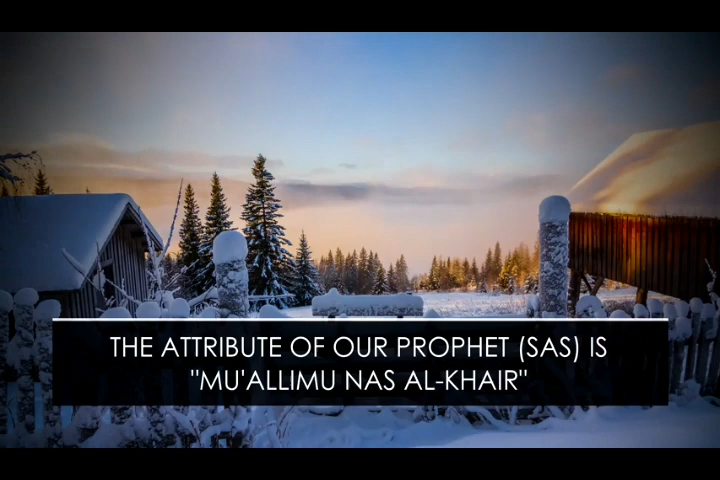 THE ATTRIBUTE OF OUR PROPHET (SAS) IS
"MU'ALLIMU NAS AL-KHAIR"